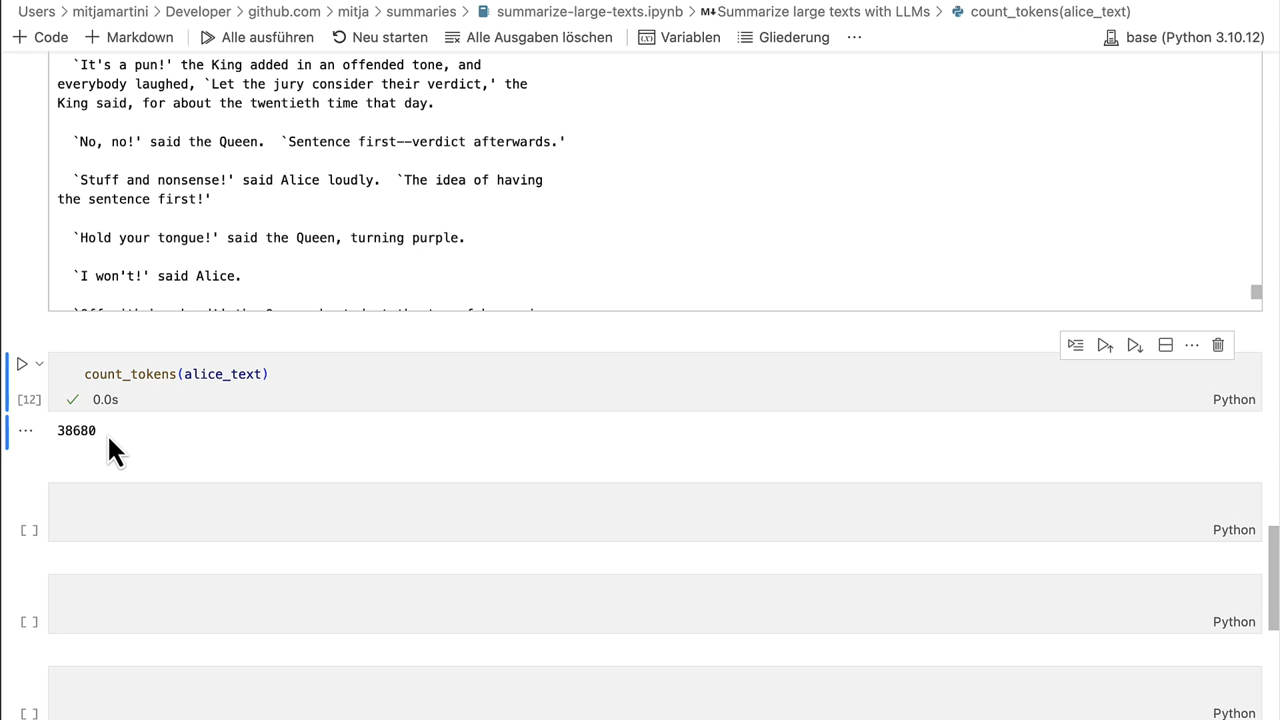 Users > mitjamartini > Developer > github.com > mitja > summaries > summarize-large-texts.ipynb > M↓Summarize large texts with LLMs > count_tokens(alice_text)
+ Code + Markdown Alle ausführen Neu starten Alle Ausgaben löschen Variablen Gliederung ··· base (Python 3.10.12)
`It's a pun!' the King added in an offended tone, and
everybody laughed, `Let the jury consider their verdict,' the
King said, for about the twentieth time that day.
`No, no!' said the Queen.  `Sentence first--verdict afterwards.'
`Stuff and nonsense!' said Alice loudly.  `The idea of having
the sentence first!'
`Hold your tongue!' said the Queen, turning purple.
`I won't!' said Alice.
count_tokens(alice_text)
[12] 0.0s Python
38680
[ ] Python
[ ] Python
[ ] Python